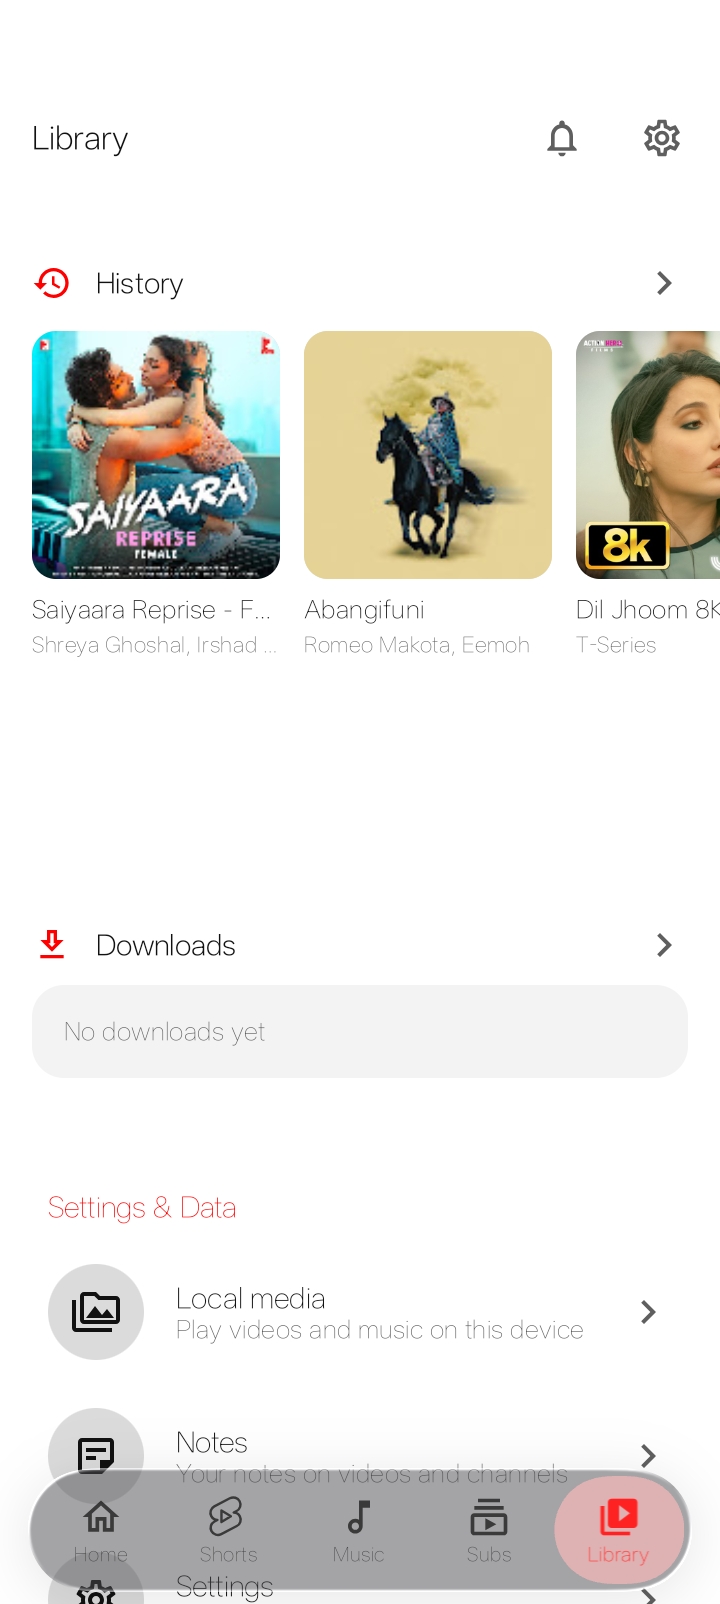 Library
History
SAIYAARA
REPRISE
FEMALE
8k
Saiyaara Reprise - F...
Abangifuni
Dil Jhoom 8K
Shreya Ghoshal, Irshad ...
Romeo Makota, Eemoh
T-Series
Downloads
No downloads yet
Settings & Data
Local media
Play videos and music on this device
Notes
Your notes on videos and channels
Home
Shorts
Music
Subs
Library
Settings